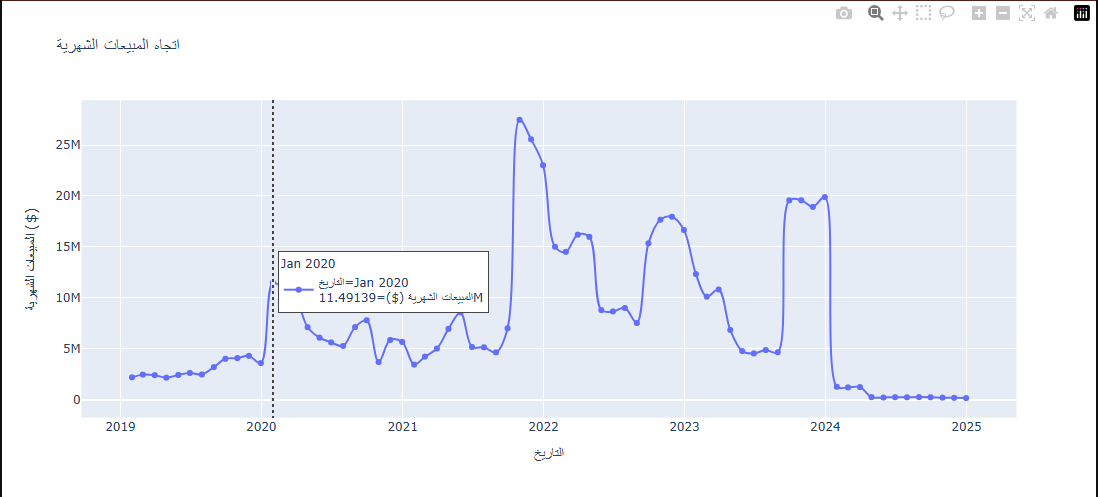 اتجاه المبيعات الشهرية
المبيعات الشهرية ($)
25M
20M
15M
10M
5M
0
Jan 2020
التاريخ=Jan 2020
المبيعات الشهرية ($)=11.49139M
2019
2020
2021
2022
2023
2024
2025
التاريخ